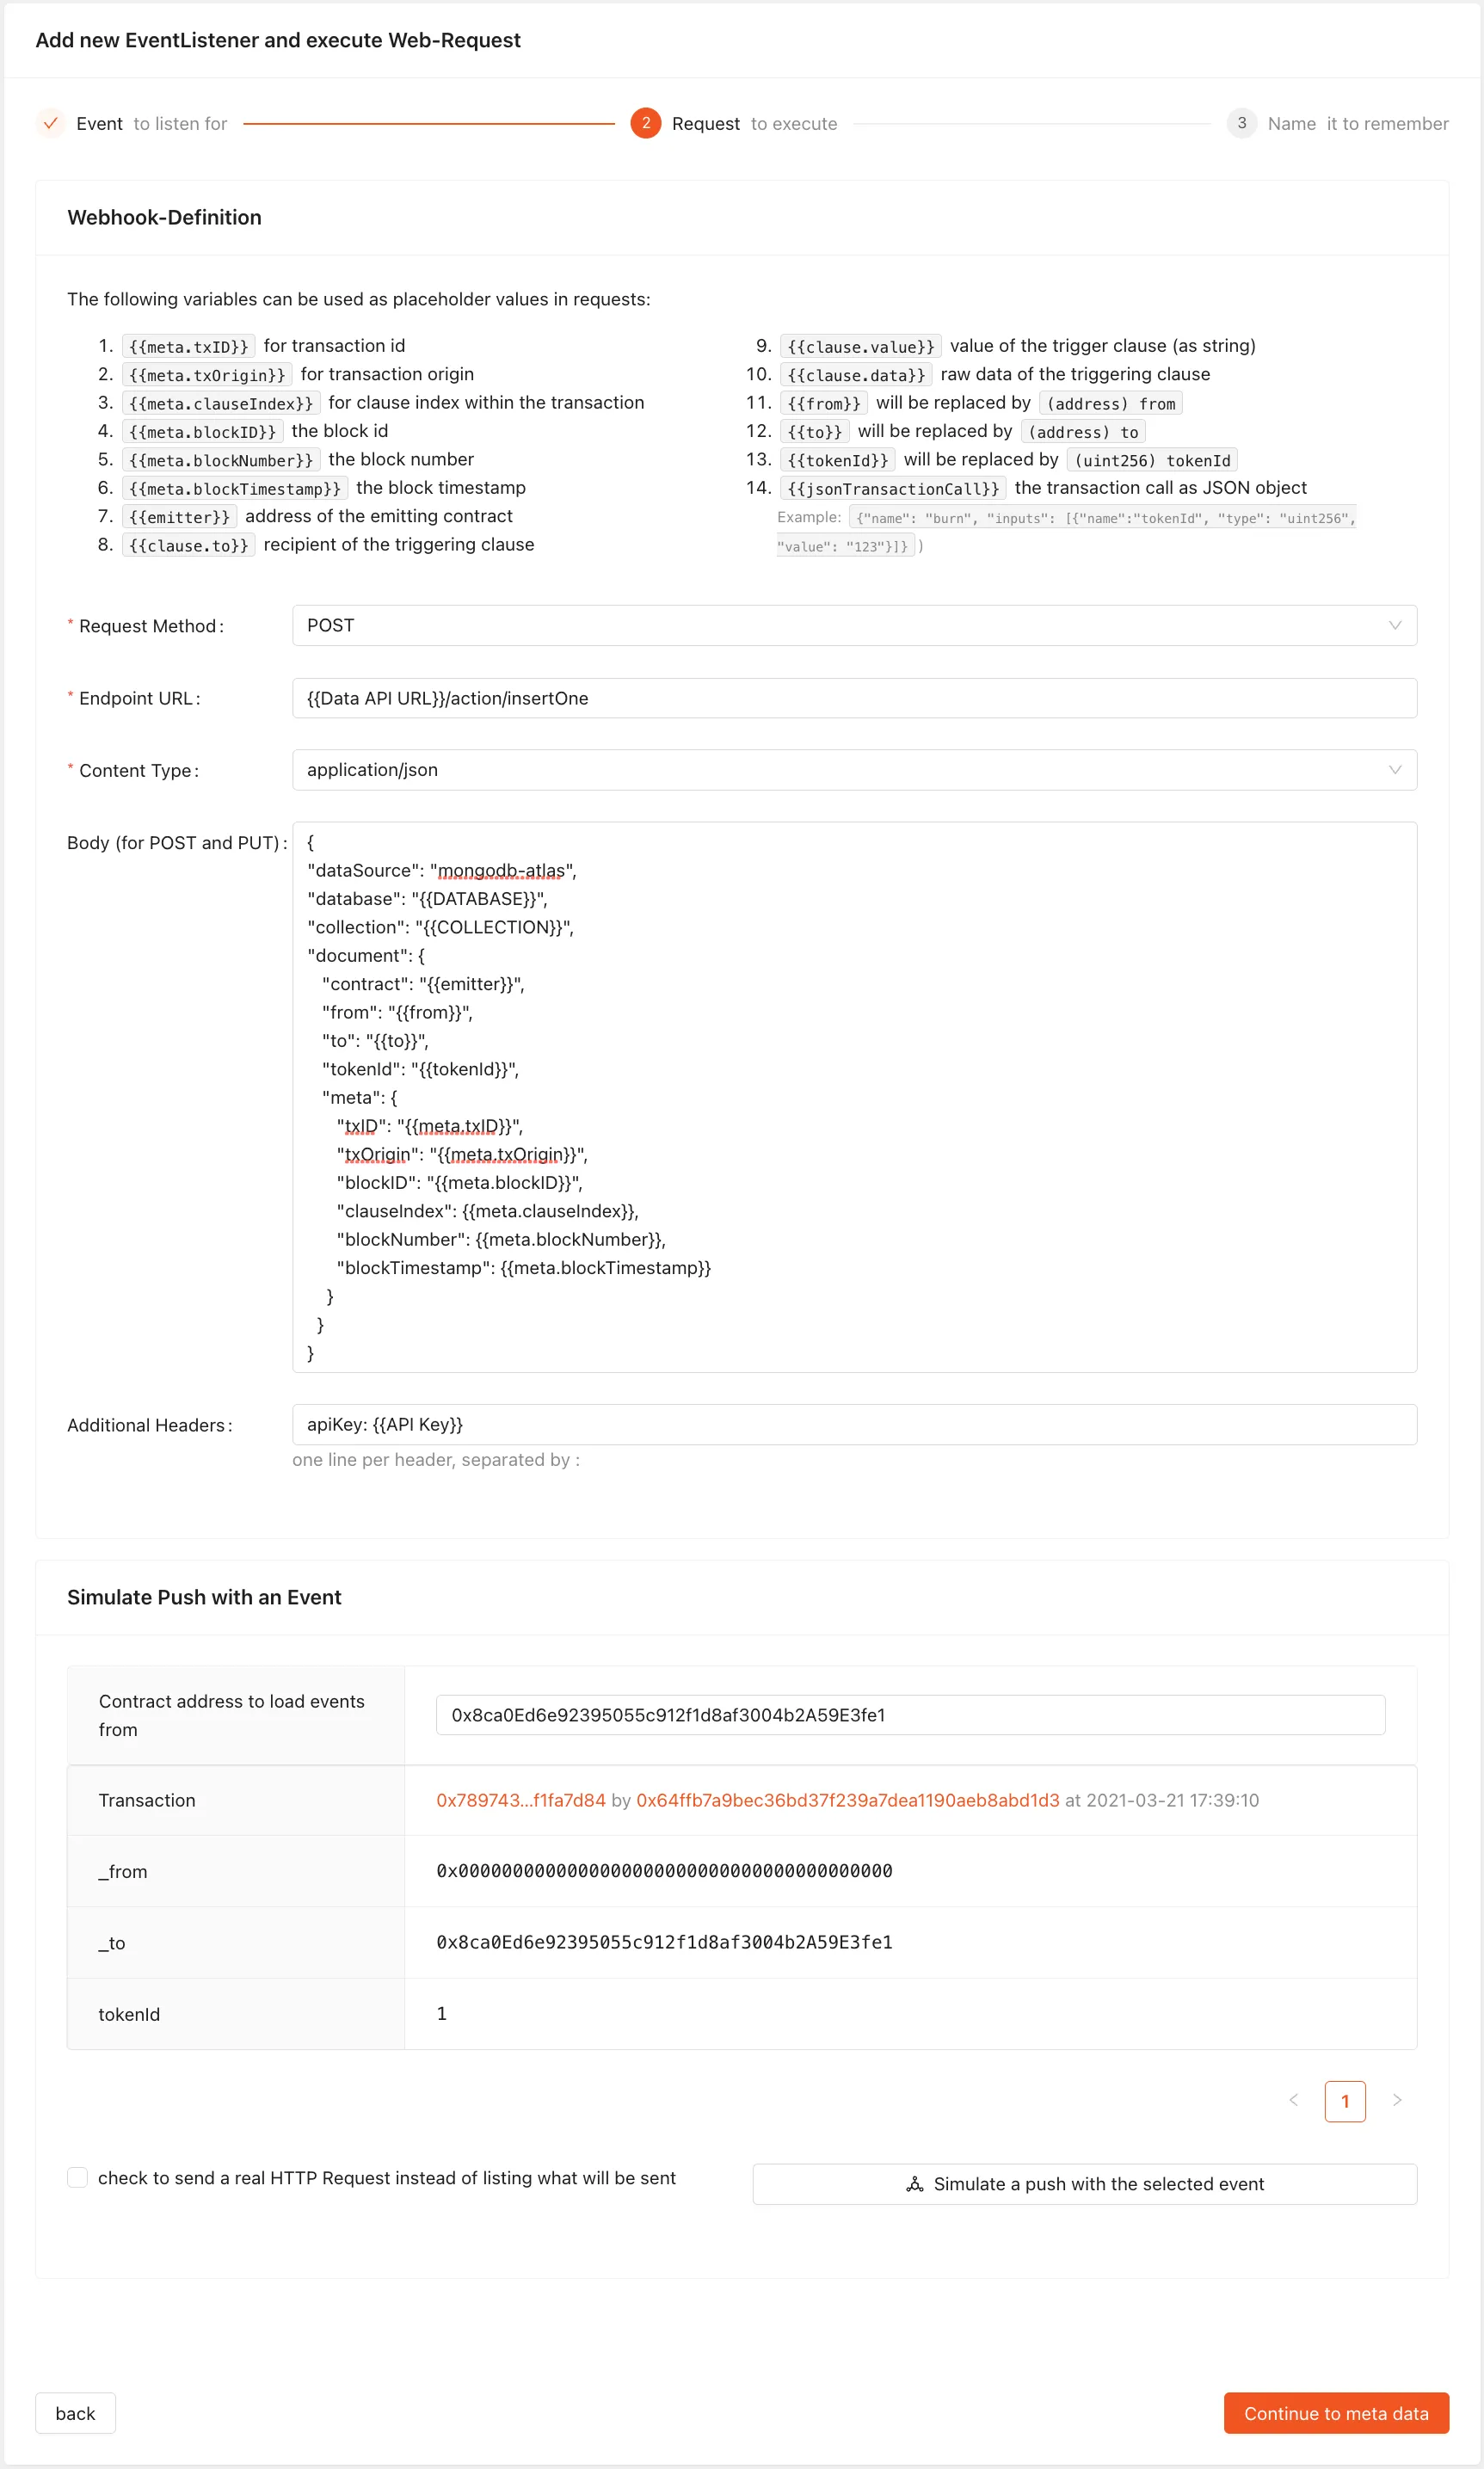 Add new EventListener and execute Web-Request
Event to listen for
2 Request to execute
3 Name it to remember
Webhook-Definition
The following variables can be used as placeholder values in requests:
1. {{meta.txID}} for transaction id
2. {{meta.txOrigin}} for transaction origin
3. {{meta.clauseIndex}} for clause index within the transaction
4. {{meta.blockID}} the block id
5. {{meta.blockNumber}} the block number
6. {{meta.blockTimestamp}} the block timestamp
7. {{emitter}} address of the emitting contract
8. {{clause.to}} recipient of the triggering clause
9. {{clause.value}} value of the trigger clause (as string)
10. {{clause.data}} raw data of the triggering clause
11. {{from}} will be replaced by (address) from
12. {{to}} will be replaced by (address) to
13. {{tokenId}} will be replaced by (uint256) tokenId
14. {{jsonTransactionCall}} the transaction call as JSON object
Example: {"name": "burn", "inputs": [{"name":"tokenId", "type": "uint256",
"value": "123"}]} )
* Request Method: POST
* Endpoint URL: {{Data API URL}}/action/insertOne
* Content Type: application/json
Body (for POST and PUT): {
"dataSource": "mongodb-atlas",
"database": "{{DATABASE}}",
"collection": "{{COLLECTION}}",
"document": {
"contract": "{{emitter}}",
"from": "{{from}}",
"to": "{{to}}",
"tokenId": "{{tokenId}}",
"meta": {
"txID": "{{meta.txID}}",
"txOrigin": "{{meta.txOrigin}}",
"blockID": "{{meta.blockID}}",
"clauseIndex": {{meta.clauseIndex}},
"blockNumber": {{meta.blockNumber}},
"blockTimestamp": {{meta.blockTimestamp}}
}
}
}
Additional Headers: apiKey: {{API Key}}
one line per header, separated by :
Simulate Push with an Event
Contract address to load events
from
0x8ca0Ed6e92395055c912f1d8af3004b2A59E3fe1
Transaction 0x789743...f1fa7d84 by 0x64ffb7a9bec36bd37f239a7dea1190aeb8abd1d3 at 2021-03-21 17:39:10
_from 0x0000000000000000000000000000000000000000
_to 0x8ca0Ed6e92395055c912f1d8af3004b2A59E3fe1
tokenId 1
< 1 >
check to send a real HTTP Request instead of listing what will be sent
Simulate a push with the selected event
back
Continue to meta data